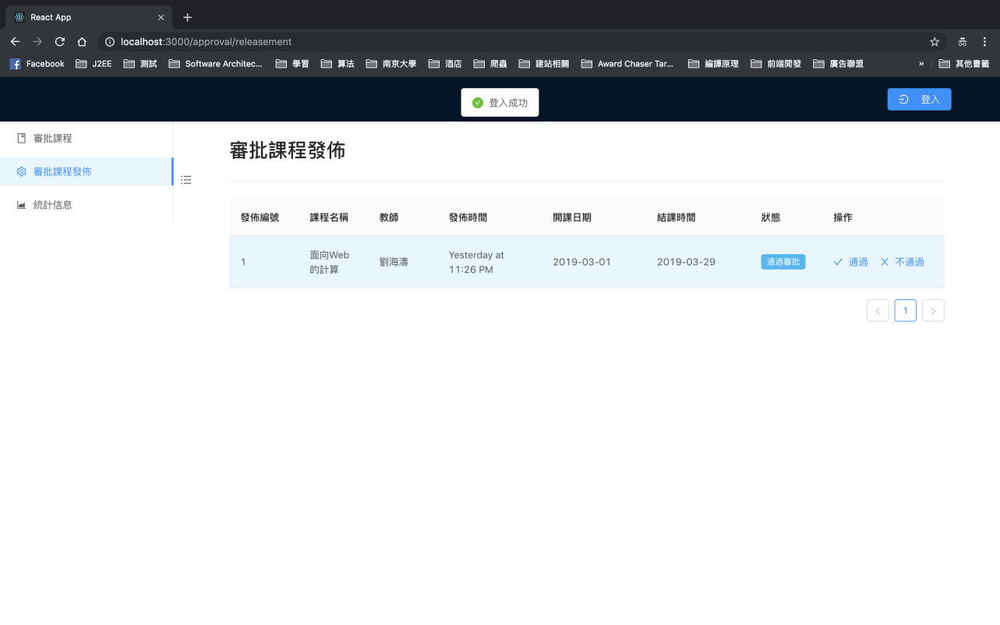 React App
localhost:3000/approval/releasement
Facebook J2EE 測試 Software Architec... 學習 算法 南京大學 酒店 爬蟲 建站相關 Award Chaser Tar... 編譯原理 前端開發 廣告聯盟 » 其他書籤
登入成功
登入
審批課程
審批課程發佈
統計信息
審批課程發佈
發佈編號 課程名稱 教師 發佈時間 開課日期 結課時間 狀態 操作
1 面向Web的計算 劉海濤 Yesterday at 11:26 PM 2019-03-01 2019-03-29 通過審批 通過 不通過
< 1 >